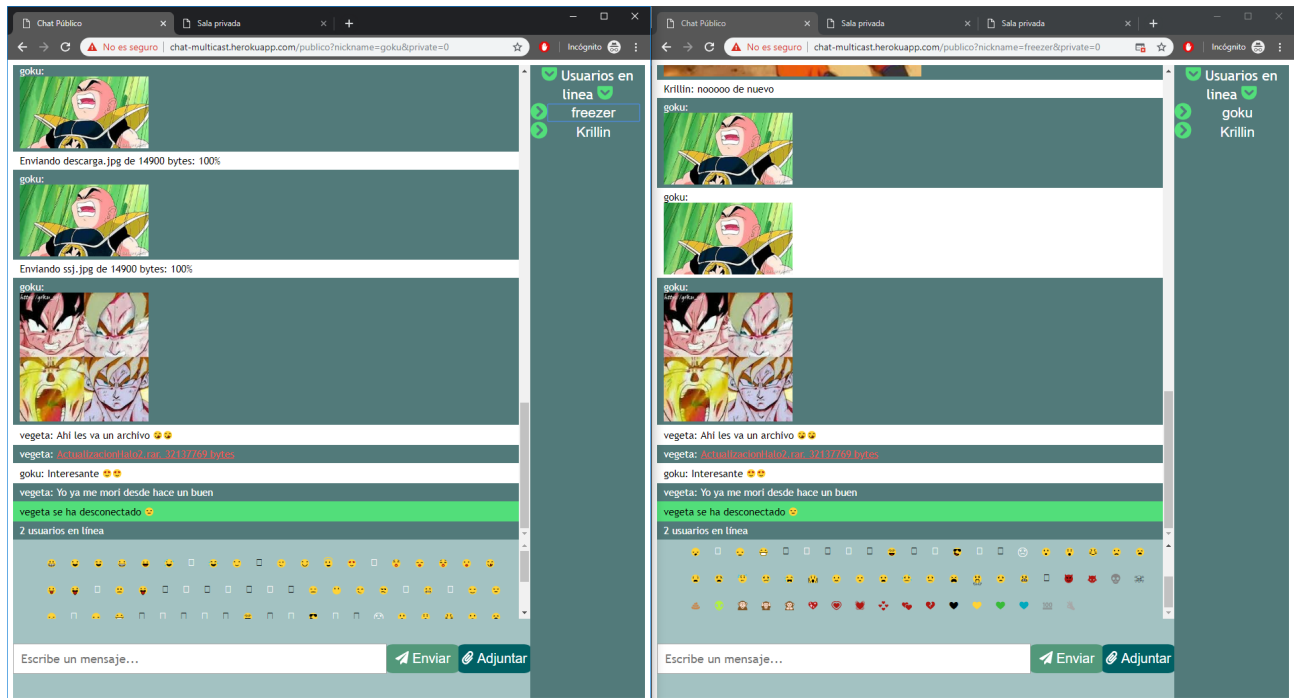 Chat Público
Sala privada
No es seguro | chat-multicast.herokuapp.com/publico?nickname=goku&private=0
Incógnito
goku:
Enviando descarga.jpg de 14900 bytes: 100%
goku:
Enviando ssj.jpg de 14900 bytes: 100%
goku:
vegeta: Ahi les va un archivo 😜😜
vegeta: ActualizacionHalo2.rar, 32137769 bytes
goku: Interesante 😍😍
vegeta: Yo ya me mori desde hace un buen
vegeta se ha desconectado 😟
2 usuarios en línea
Escribe un mensaje...
Enviar
Adjuntar
Usuarios en
linea
freezer
Krillin
Chat Público
Sala privada
Sala privada
No es seguro | chat-multicast.herokuapp.com/publico?nickname=freezer&private=0
Incógnito
Krillin: nooooo de nuevo
goku:
goku:
goku:
vegeta: Ahi les va un archivo 😜😜
vegeta: ActualizacionHalo2.rar, 32137769 bytes
goku: Interesante 😍😍
vegeta: Yo ya me mori desde hace un buen
vegeta se ha desconectado 😟
2 usuarios en línea
Escribe un mensaje...
Enviar
Adjuntar
Usuarios en
linea
goku
Krillin